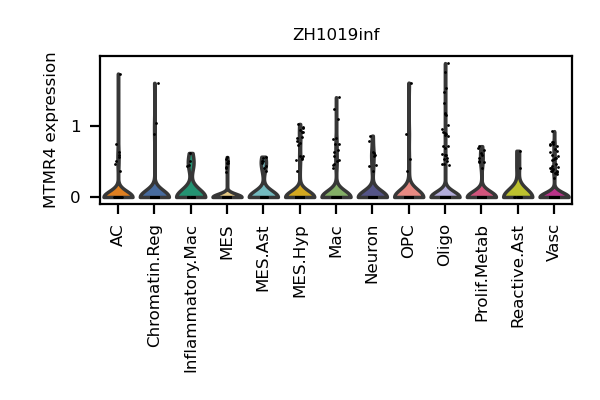 ZH1019inf
MTMR4 expression
1
0
AC
Chromatin.Reg
Inflammatory.Mac
MES
MES.Ast
MES.Hyp
Mac
Neuron
OPC
Oligo
Prolif.Metab
Reactive.Ast
Vasc